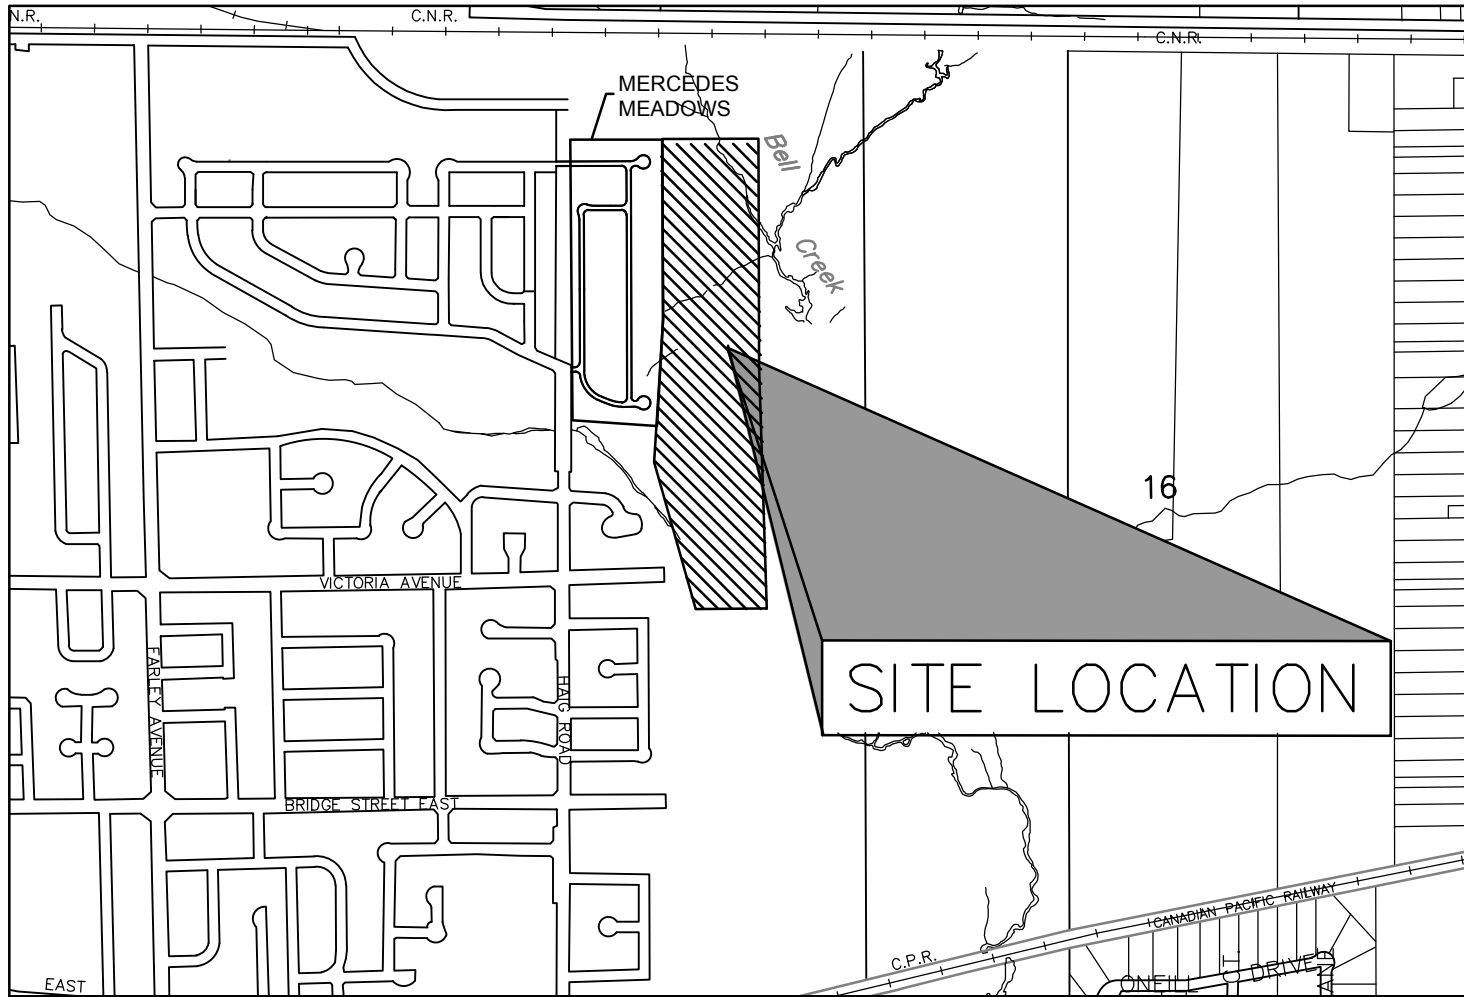 N.R.
C.N.R.
C.N.R.
MERCEDES
MEADOWS
Bell
Creek
16
VICTORIA AVENUE
FARLEY AVENUE
HAIG ROAD
SITE LOCATION
BRIDGE STREET EAST
CANADIAN PACIFIC RAILWAY
C.P.R.
EAST
ONEILL
DRIVE